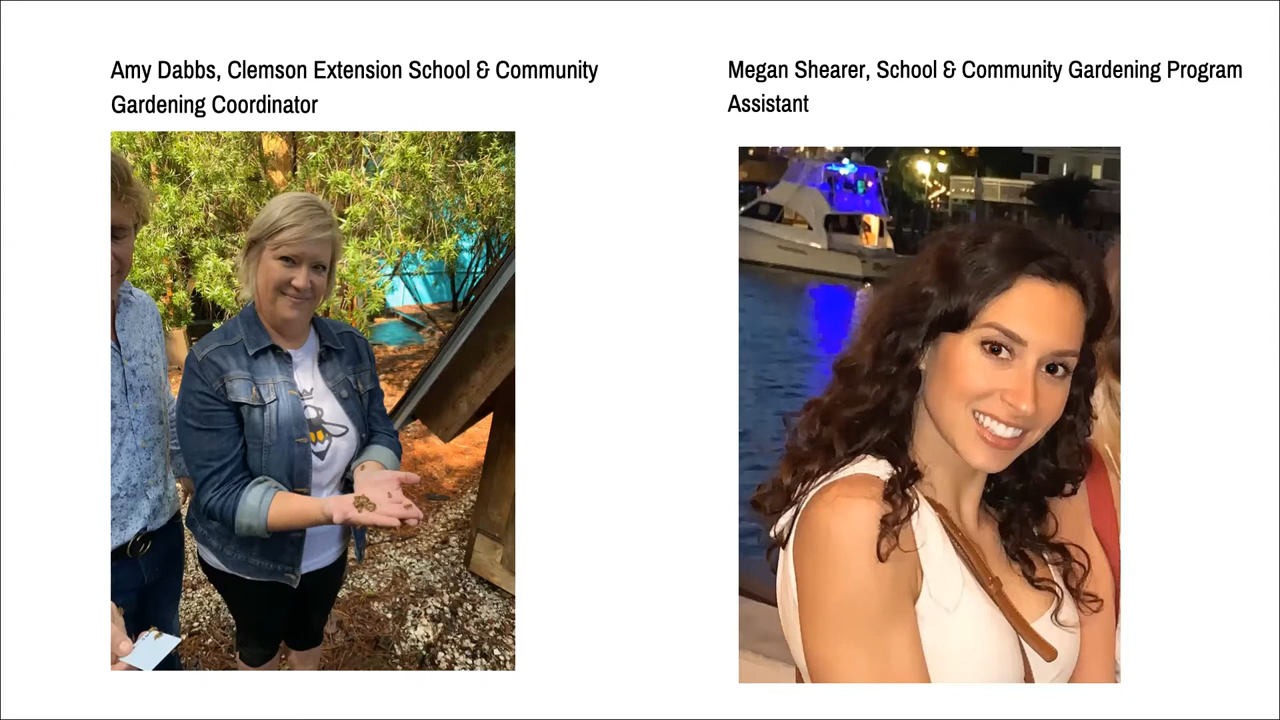 Amy Dabbs, Clemson Extension School & Community
Gardening Coordinator
Megan Shearer, School & Community Gardening Program
Assistant